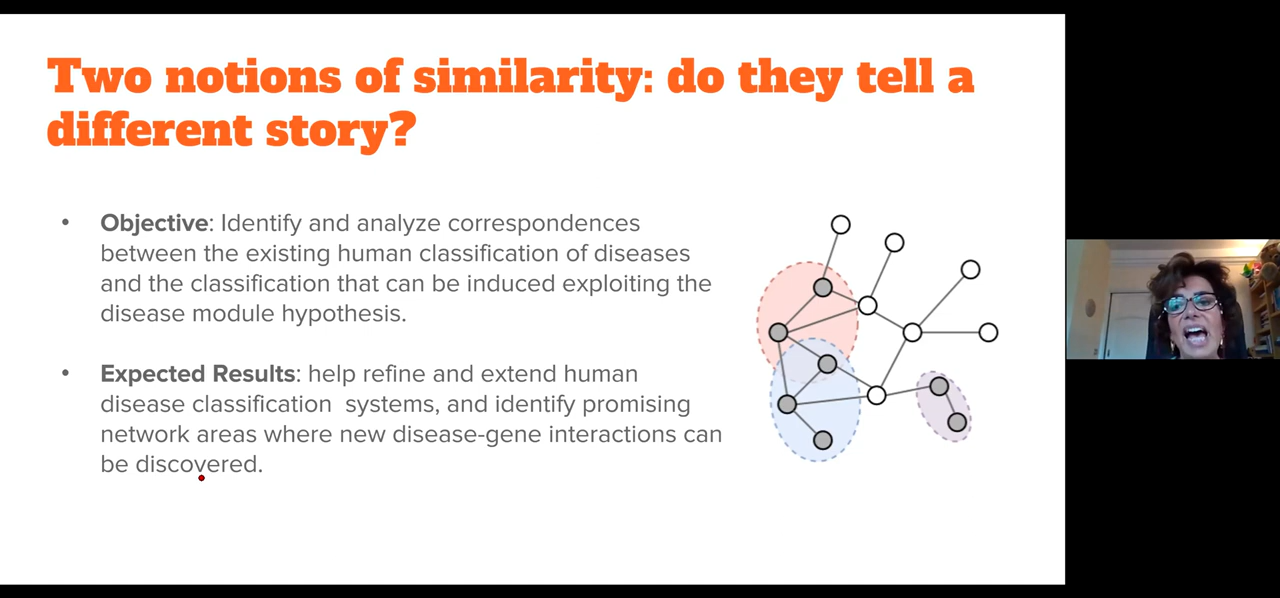 Two notions of similarity: do they tell a
different story?
• Objective: Identify and analyze correspondences
between the existing human classification of diseases
and the classification that can be induced exploiting the
disease module hypothesis.
• Expected Results: help refine and extend human
disease classification systems, and identify promising
network areas where new disease-gene interactions can
be discovered.